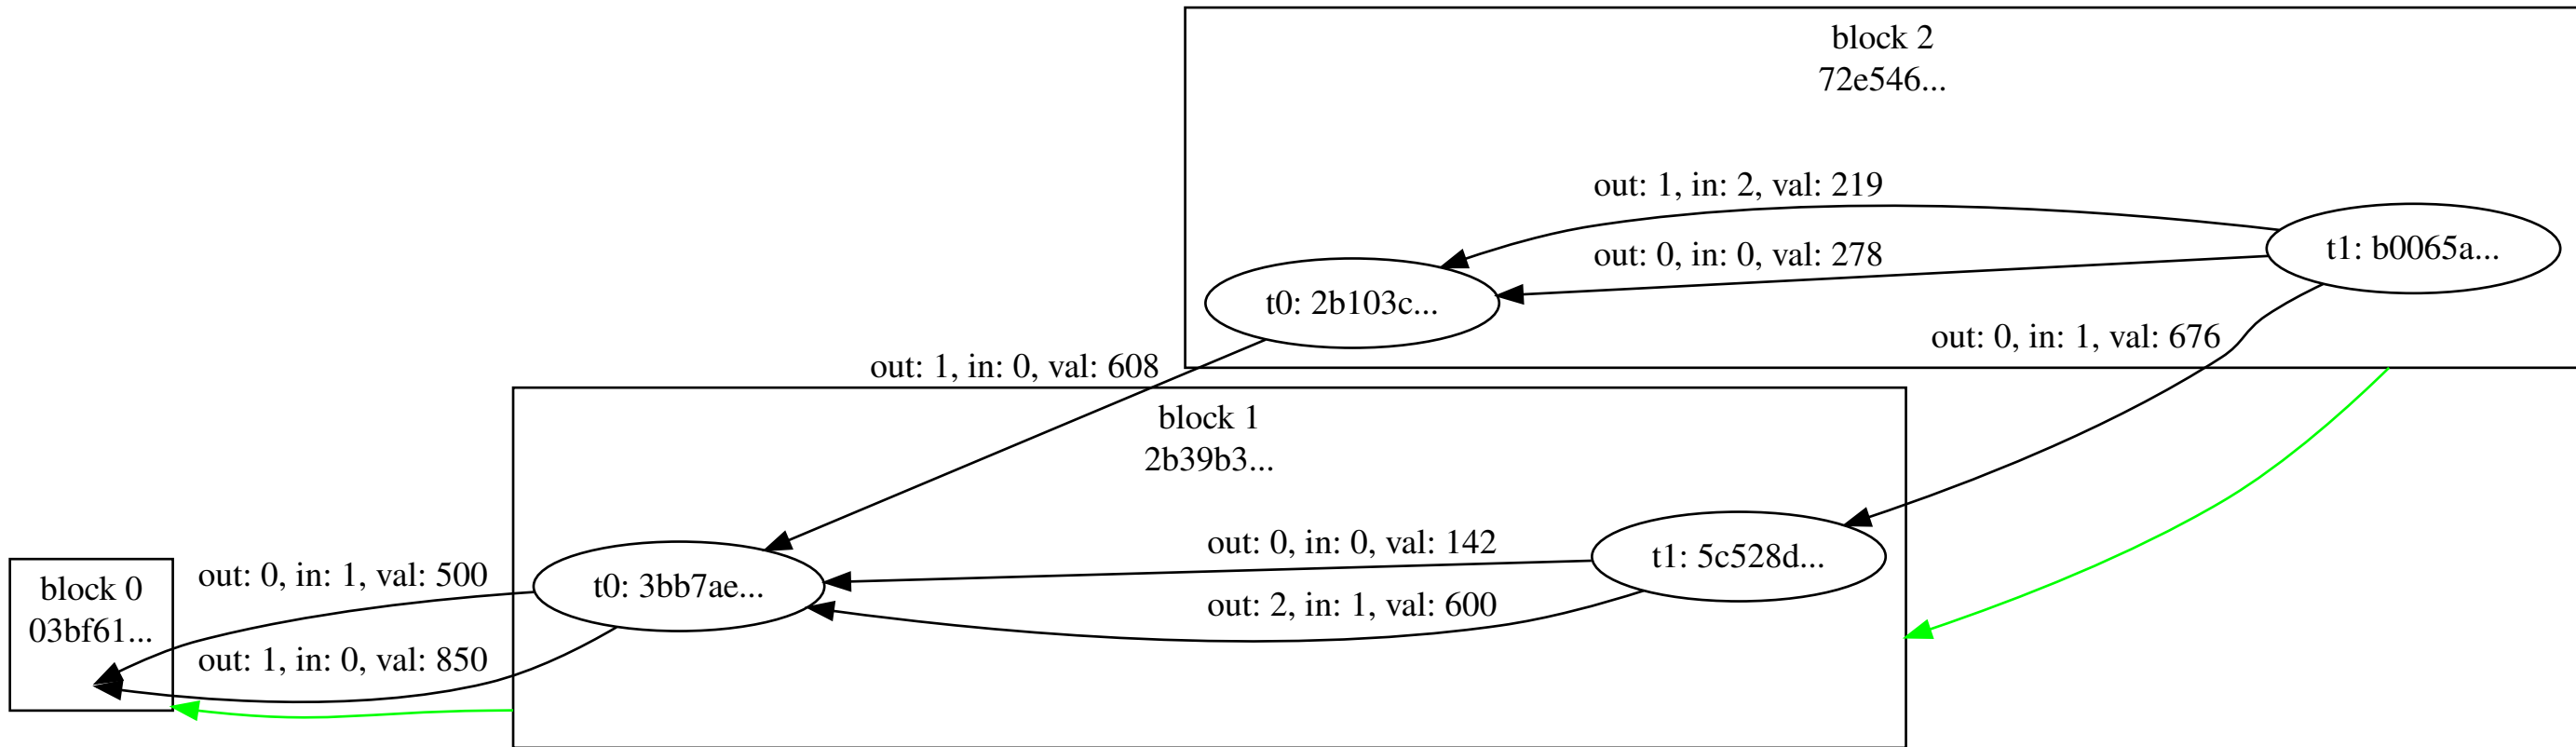 block 2
72e546...
out: 1, in: 2, val: 219
out: 0, in: 0, val: 278
t1: b0065a...
t0: 2b103c...
out: 0, in: 1, val: 676
out: 1, in: 0, val: 608
block 1
2b39b3...
out: 0, in: 0, val: 142
t1: 5c528d...
out: 2, in: 1, val: 600
t0: 3bb7ae...
out: 0, in: 1, val: 500
block 0
03bf61...
out: 1, in: 0, val: 850